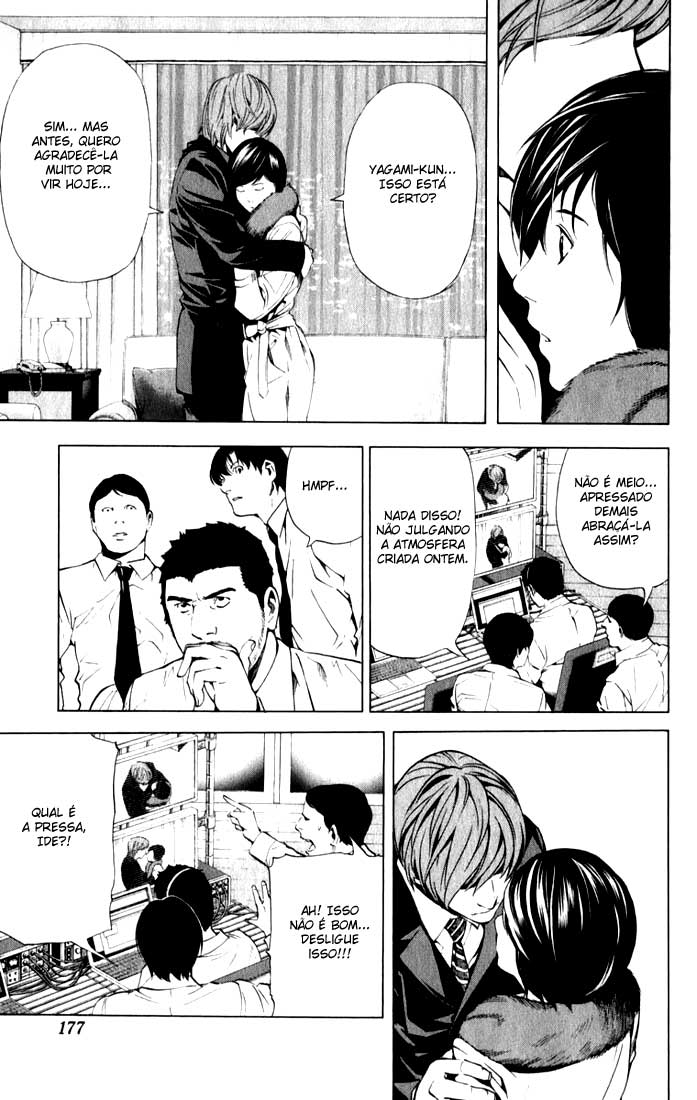 YAGAMI-KUN...
ISSO ESTÁ
CERTO?
SIM... MAS
ANTES, QUERO
AGRADECÊ-LA
MUITO POR
VIR HOJE...
NÃO É MEIO...
APRESSADO
DEMAIS
ABRAÇÁ-LA
ASSIM?
NADA DISSO!
NÃO JULGANDO
A ATMOSFERA
CRIADA ONTEM.
HMPF...
AH! ISSO
NÃO É BOM...
DESLIGUE
ISSO!!!
QUAL É
A PRESSA,
IDE?!
177